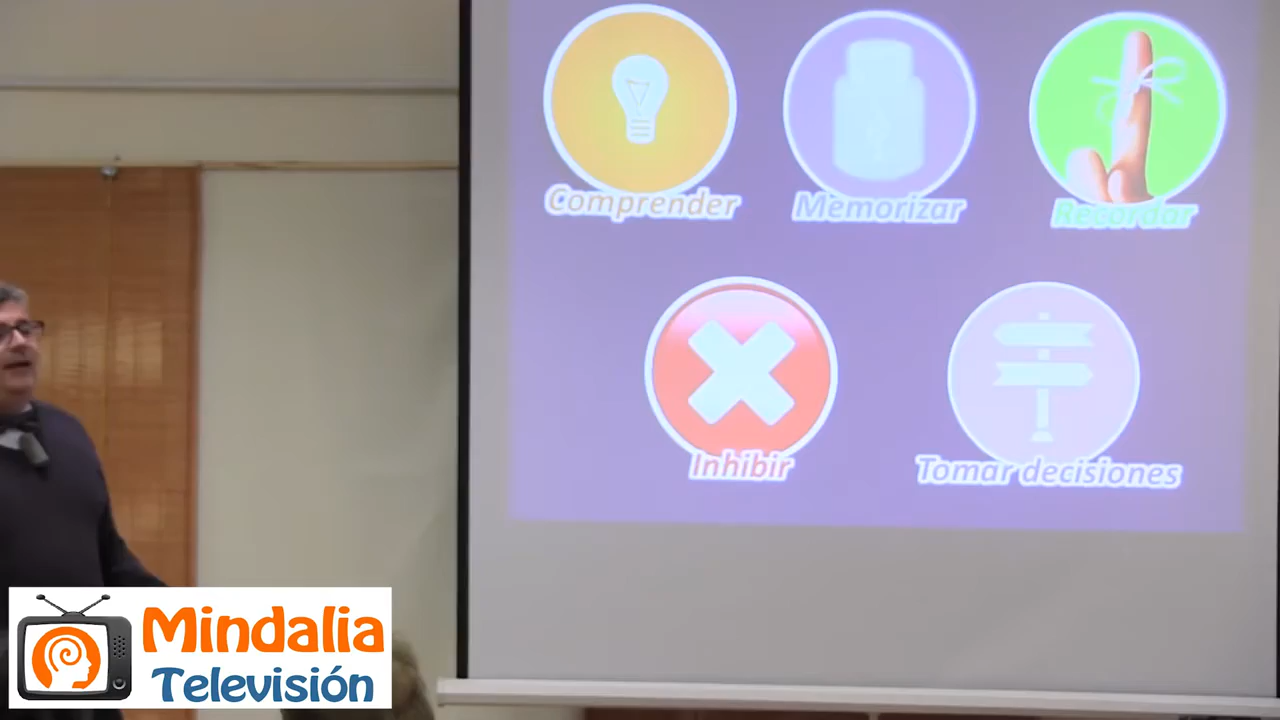 Comprender
Memorizar
Recordar
Inhibir
Tomar decisiones
Mindalia
Televisión